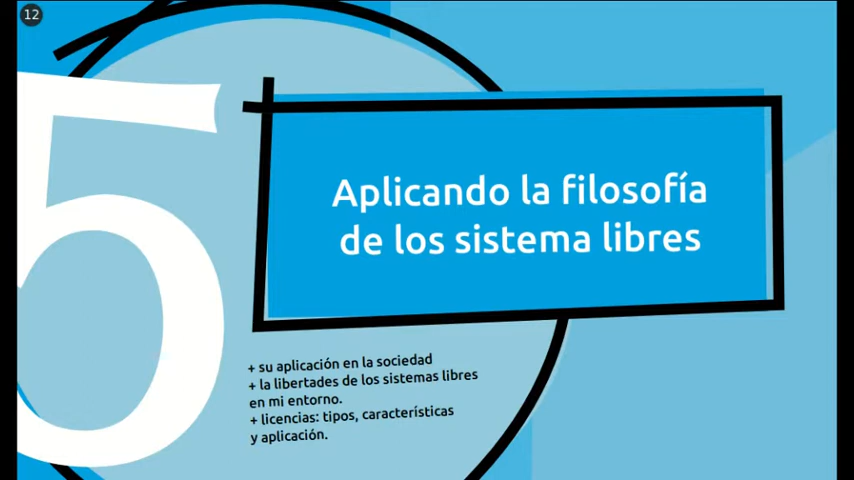 12
5
Aplicando la filosofía
de los sistema libres
+ su aplicación en la sociedad
+ la libertades de los sistemas libres
en mi entorno.
+ licencias: tipos, características
y aplicación.